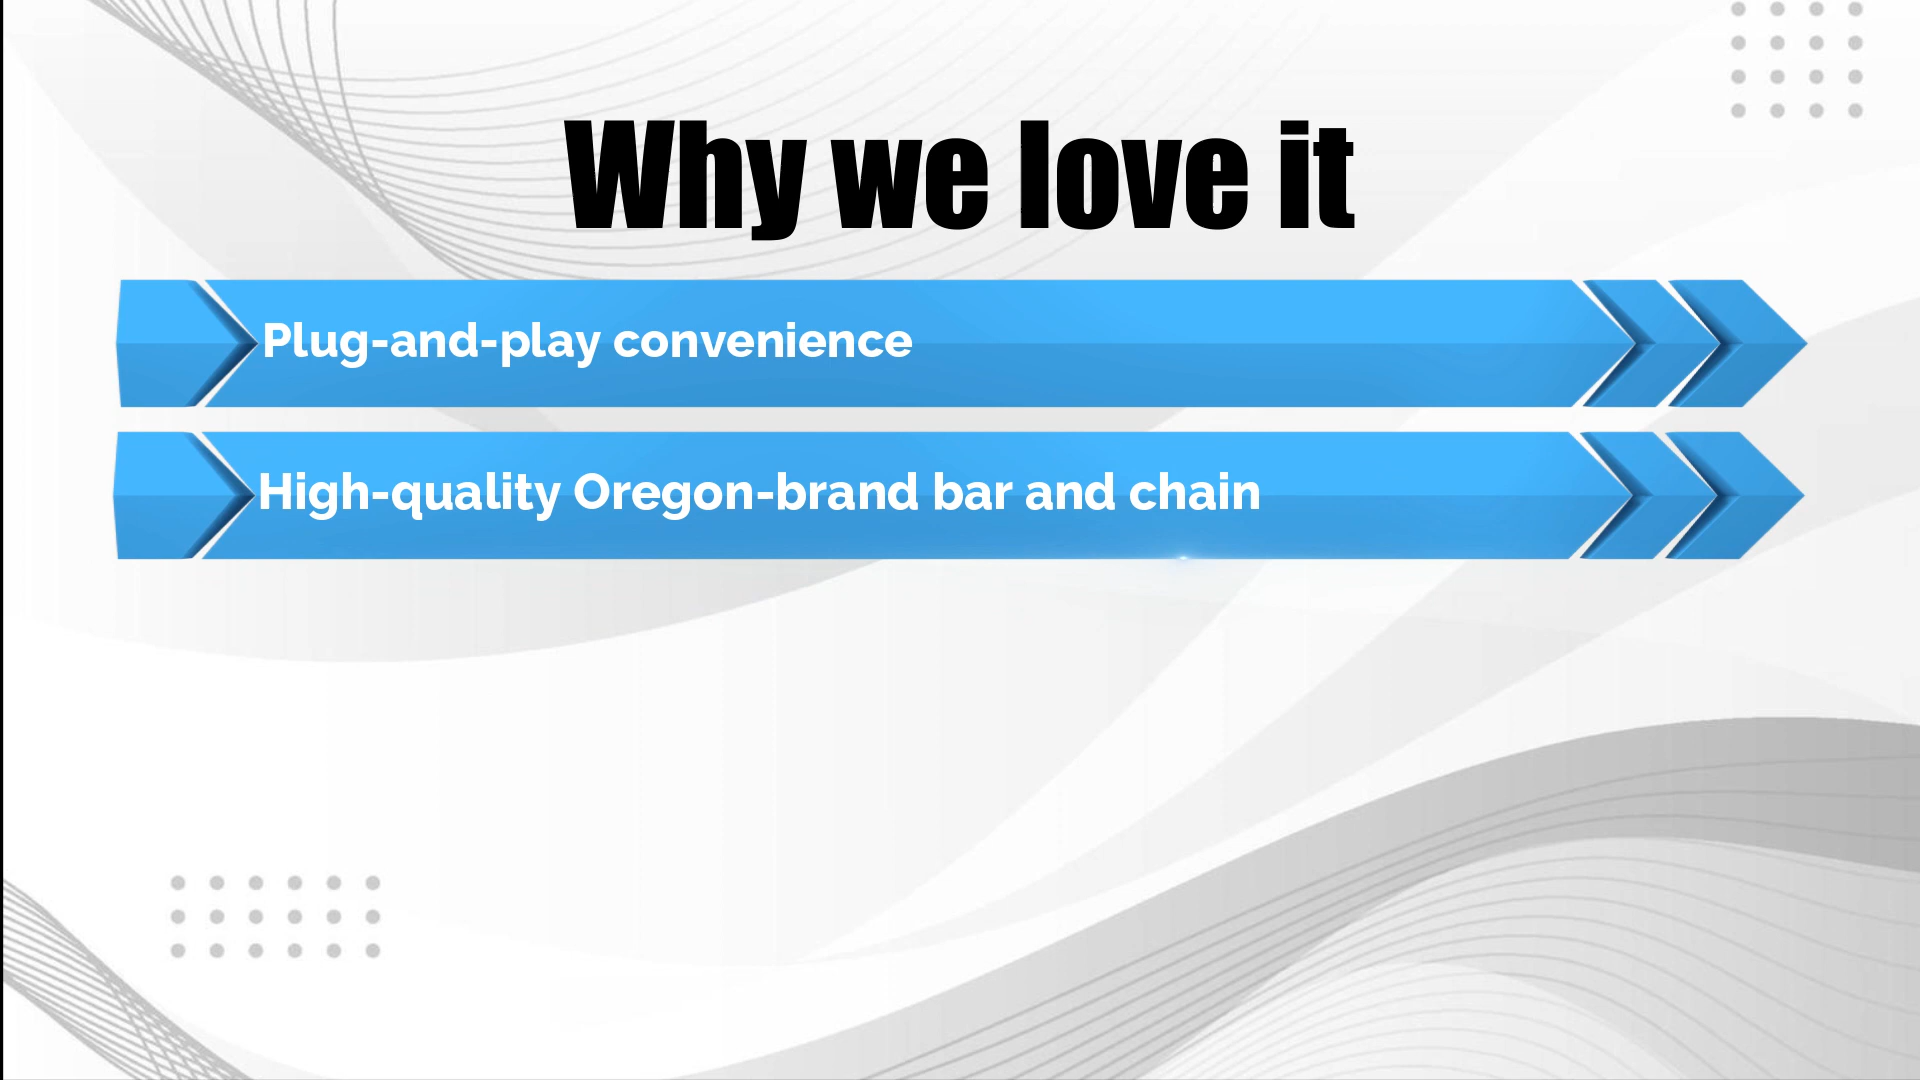 Why we love it
Plug-and-play convenience
High-quality Oregon-brand bar and chain